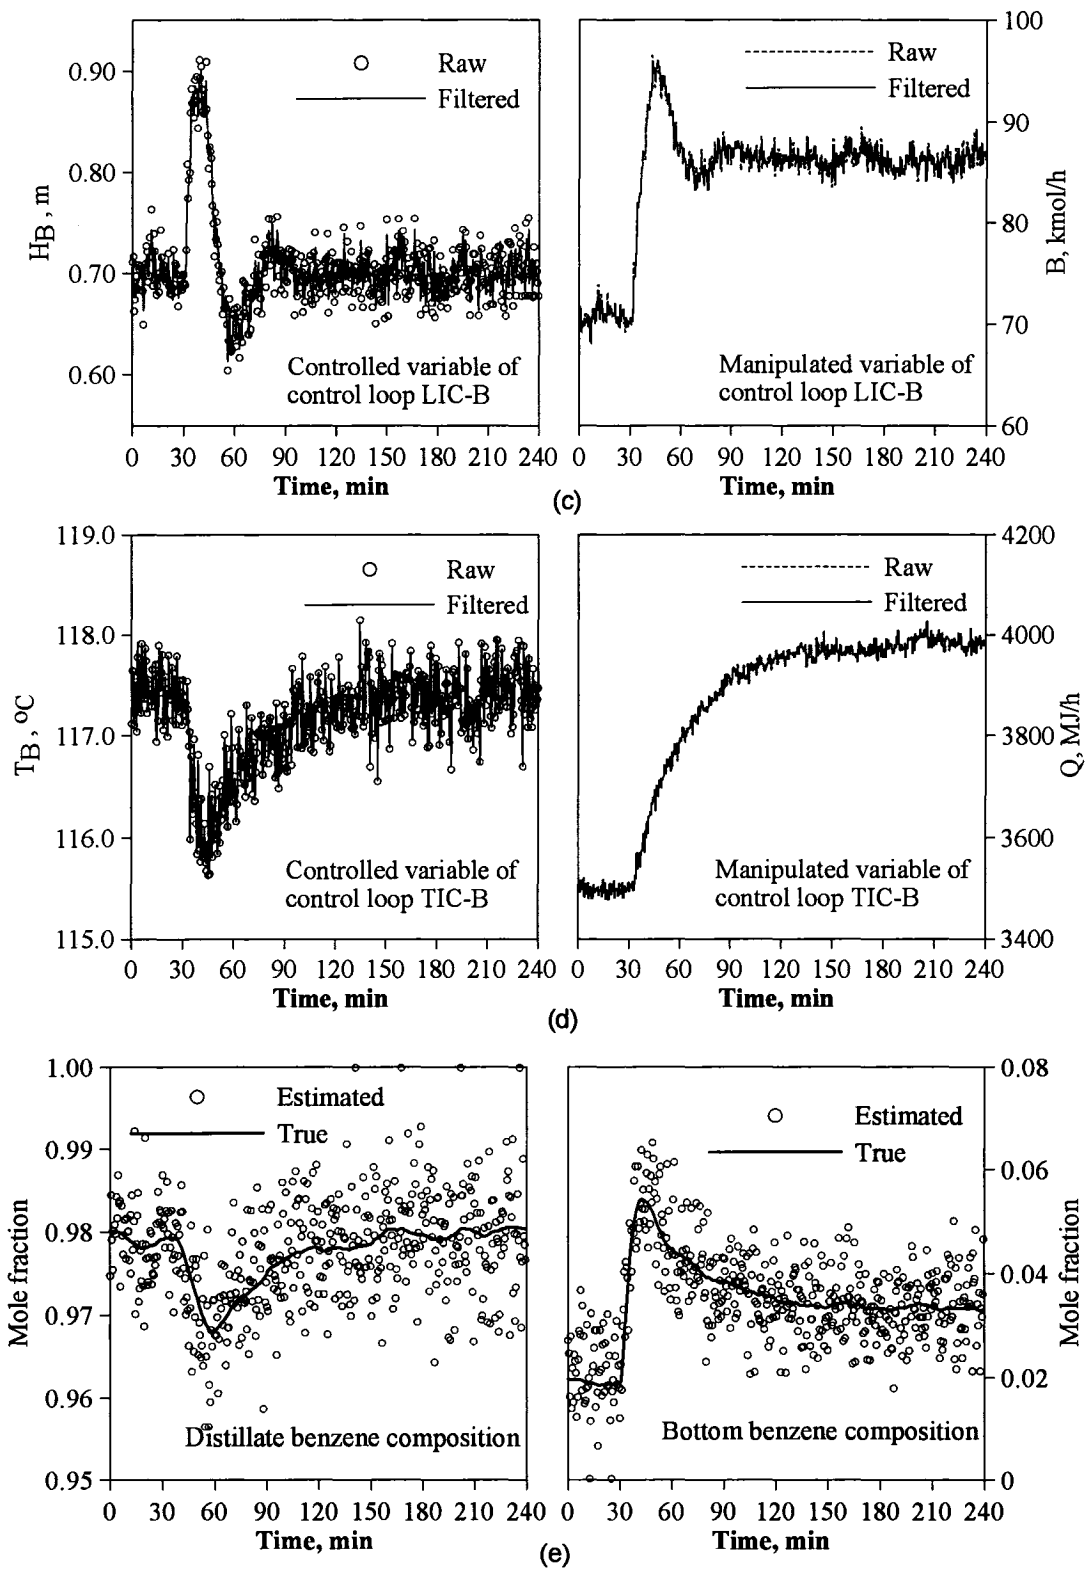 100
0.90
Raw
Raw
Filtered
Filtered
90
0.80
HB, m
80
B, kmol/h
0.70
70
0.60
Controlled variable of
control loop LIC-B
Manipulated variable of
control loop LIC-B
60
0 30 60 90 120 150 180 210 240
0 30 60 90 120 150 180 210 240
Time, min
Time, min
(c)
119.0
4200
Raw
Raw
Filtered
Filtered
118.0
4000
TB, °C
117.0
3800
Q, MJ/h
116.0
3600
Controlled variable of
control loop TIC-B
Manipulated variable of
control loop TIC-B
115.0
3400
0 30 60 90 120 150 180 210 240
0 30 60 90 120 150 180 210 240
Time, min
Time, min
(d)
1.00
0.08
Estimated
Estimated
True
True
0.99
0.06
Mole fraction
0.98
0.04
Mole fraction
0.97
0.02
0.96
Distillate benzene composition
Bottom benzene composition
0.95
0
0 30 60 90 120 150 180 210 240
0 30 60 90 120 150 180 210 240
Time, min
Time, min
(e)